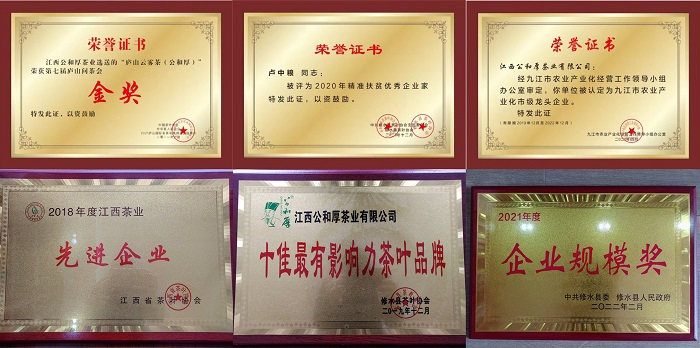 荣誉证书
江西公和厚茶业选送的“庐山云雾茶（公和厚）”
荣获第七届庐山问茶会
金奖
特发此证，以资鼓励
荣誉证书
卢中粮 同志：
被评为2020年精准扶贫优秀企业家
特发此证，以资鼓励。
荣誉证书
江西公和厚茶业有限公司：
经九江市农业产业化经营工作领导小组
办公室审定，你单位被认定为九江市农业产
业化市级龙头企业。
特发此证
2018年度江西茶业
先进企业
江西省茶叶协会
公和厚
江西公和厚茶业有限公司
十佳最有影响力茶叶品牌
修水县茶叶协会
二〇一九年十二月
2021年度
企业规模奖
中共修水县委 修水县人民政府
二〇二二年二月